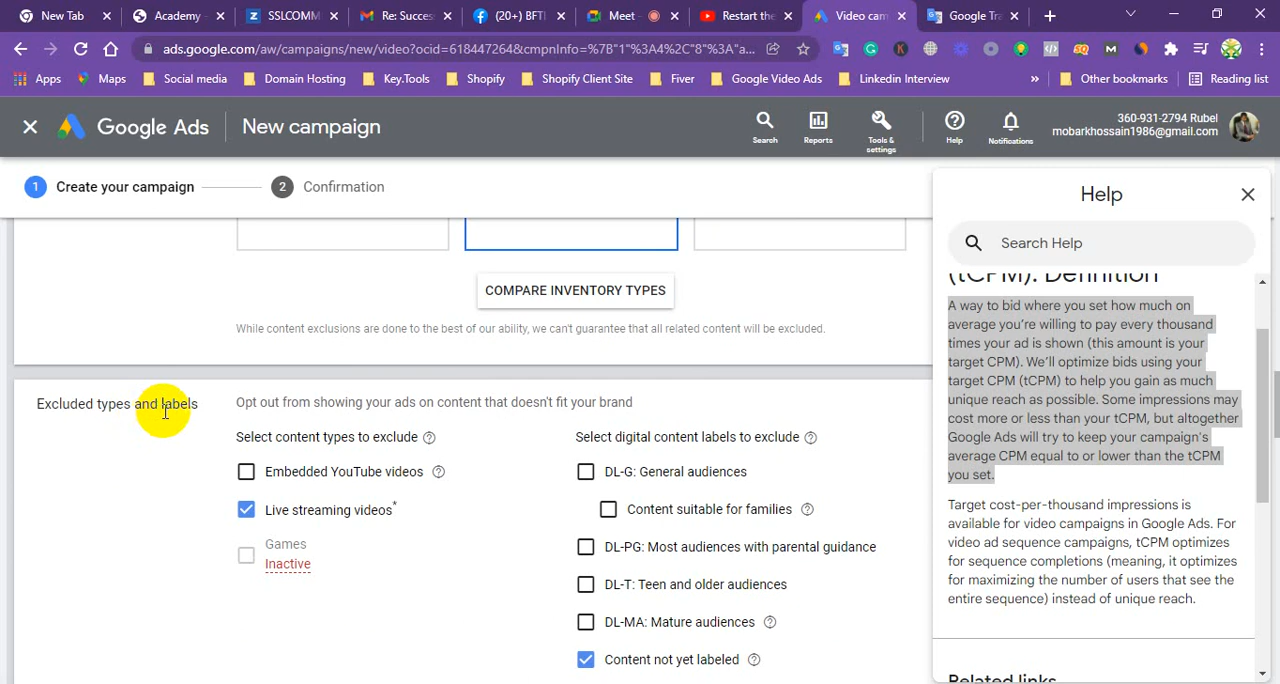 New Tab
Academy -
SSLCOMM
Re: Succes
(20+) BFTI
Meet -
Restart the
Video cam
Google Tra
ads.google.com/aw/campaigns/new/video?ocid=618447264&cmpnInfo=%7B"1"%3A4%2C"8"%3A"a...
Apps
Maps
Social media
Domain Hosting
Key.Tools
Shopify
Shopify Client Site
Fiver
Google Video Ads
Linkedin Interview
»
Other bookmarks
Reading list
Google Ads
New campaign
Search
Reports
Tools &
settings
Help
Notifications
360-931-2794 Rubel
mobarkhossain1986@gmail.com
1 Create your campaign
2 Confirmation
COMPARE INVENTORY TYPES
While content exclusions are done to the best of our ability, we can't guarantee that all related content will be excluded.
Excluded types and labels
Opt out from showing your ads on content that doesn't fit your brand
Select content types to exclude
Embedded YouTube videos
Live streaming videos*
Games
Inactive
Select digital content labels to exclude
DL-G: General audiences
Content suitable for families
DL-PG: Most audiences with parental guidance
DL-T: Teen and older audiences
DL-MA: Mature audiences
Content not yet labeled
Help
Search Help
(tCPM): Definition
A way to bid where you set how much on
average you're willing to pay every thousand
times your ad is shown (this amount is your
target CPM). We'll optimize bids using your
target CPM (tCPM) to help you gain as much
unique reach as possible. Some impressions may
cost more or less than your tCPM, but altogether
Google Ads will try to keep your campaign's
average CPM equal to or lower than the tCPM
you set.
Target cost-per-thousand impressions is
available for video campaigns in Google Ads. For
video ad sequence campaigns, tCPM optimizes
for sequence completions (meaning, it optimizes
for maximizing the number of users that see the
entire sequence) instead of unique reach.
Related links